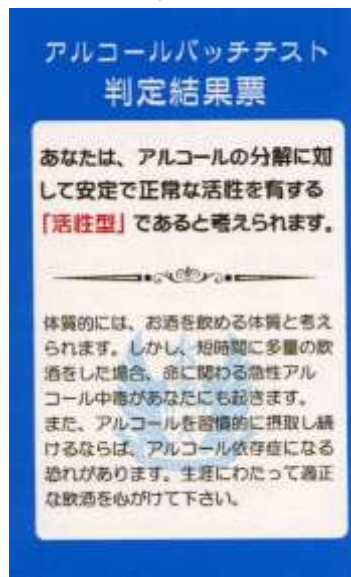 アルコールパッチテスト
判定結果票
あなたは、アルコールの分解に対
して安定で正常な活性を有する
「活性型」であると考えられます。
体質的には、お酒を飲める体質と考え
られます。しかし、短時間に多量の飲
酒をした場合、命に関わる急性アル
コール中毒があなたにも起きます。
また、アルコールを習慣的に摂取し続
けるならば、アルコール依存症になる
恐れがあります。生涯にわたって適正
な飲酒を心がけて下さい。